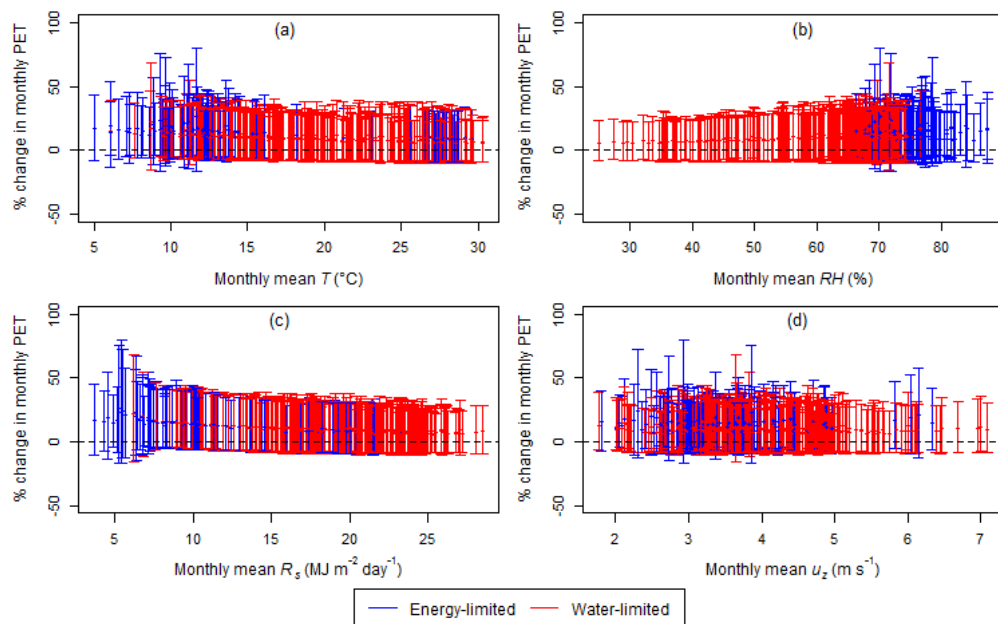 (a)
% change in monthly PET
100
50
0
-50
5
10
15
20
25
30
Monthly mean T (°C)
(b)
% change in monthly PET
100
50
0
-50
30
40
50
60
70
80
Monthly mean RH (%)
(c)
% change in monthly PET
100
50
0
-50
5
10
15
20
25
Monthly mean Rₛ (MJ m⁻² day⁻¹)
(d)
% change in monthly PET
100
50
0
-50
2
3
4
5
6
7
Monthly mean u_z (m s⁻¹)
Energy-limited
Water-limited